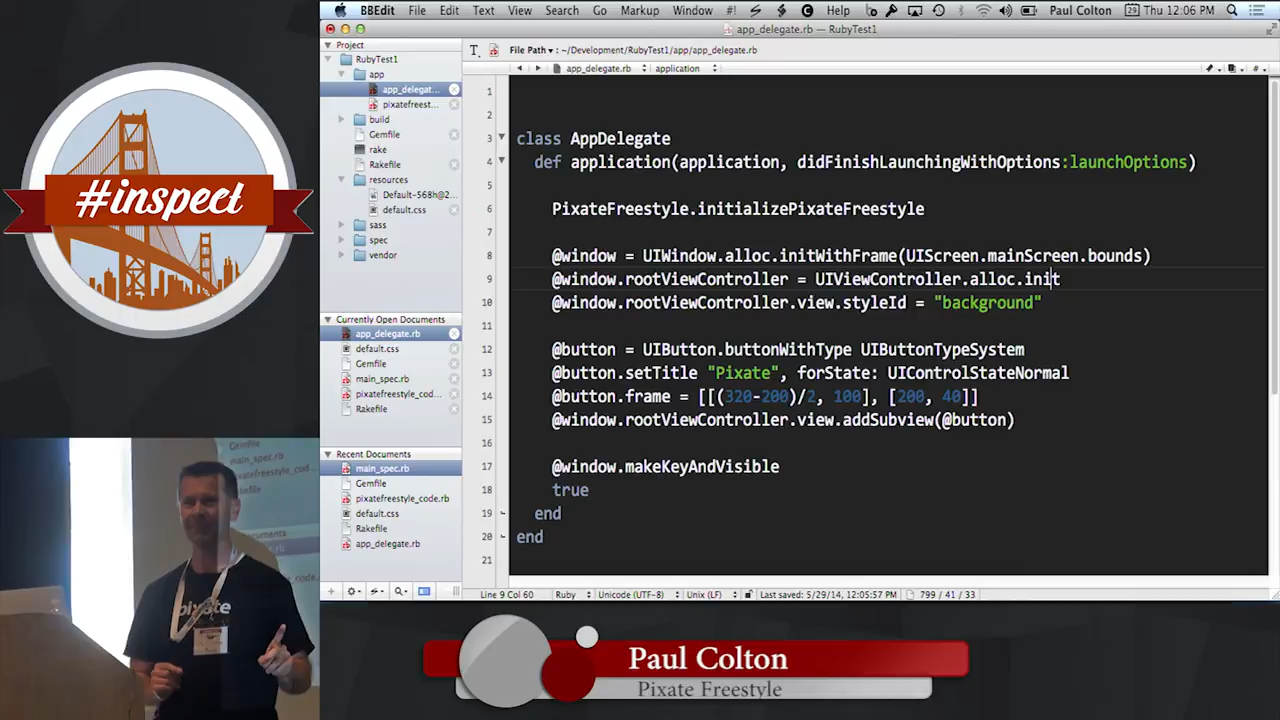 #inspect
BBEdit File Edit Text View Search Go Markup Window #! Help Paul Colton 29 Thu 12:06 PM
app_delegate.rb — RubyTest1
Project
RubyTest1
app
app_delegat...
pixatefreest...
build
Gemfile
rake
Rakefile
resources
Default-568h@2...
default.css
sass
spec
vendor
Currently Open Documents
app_delegate.rb
default.css
Gemfile
main_spec.rb
pixatefreestyle_cod...
Rakefile
Recent Documents
main_spec.rb
Gemfile
pixatefreestyle_code.rb
default.css
Rakefile
app_delegate.rb
File Path ▾ : ~/Development/RubyTest1/app/app_delegate.rb
app_delegate.rb application
1
2
3 class AppDelegate
4 def application(application, didFinishLaunchingWithOptions:launchOptions)
5
6 PixateFreestyle.initializePixateFreestyle
7
8 @window = UIWindow.alloc.initWithFrame(UIScreen.mainScreen.bounds)
9 @window.rootViewController = UIViewController.alloc.init
10 @window.rootViewController.view.styleId = "background"
11
12 @button = UIButton.buttonWithType UIButtonTypeSystem
13 @button.setTitle "Pixate", forState: UIControlStateNormal
14 @button.frame = [[(320-200)/2, 100], [200, 40]]
15 @window.rootViewController.view.addSubview(@button)
16
17 @window.makeKeyAndVisible
18 true
19 end
20 end
21
Line 9 Col 60 Ruby Unicode (UTF-8) Unix (LF) Last saved: 5/29/14, 12:05:57 PM 799 / 41 / 33
Gemfile
main_spec.rb
pixate
Paul Colton
Pixate Freestyle